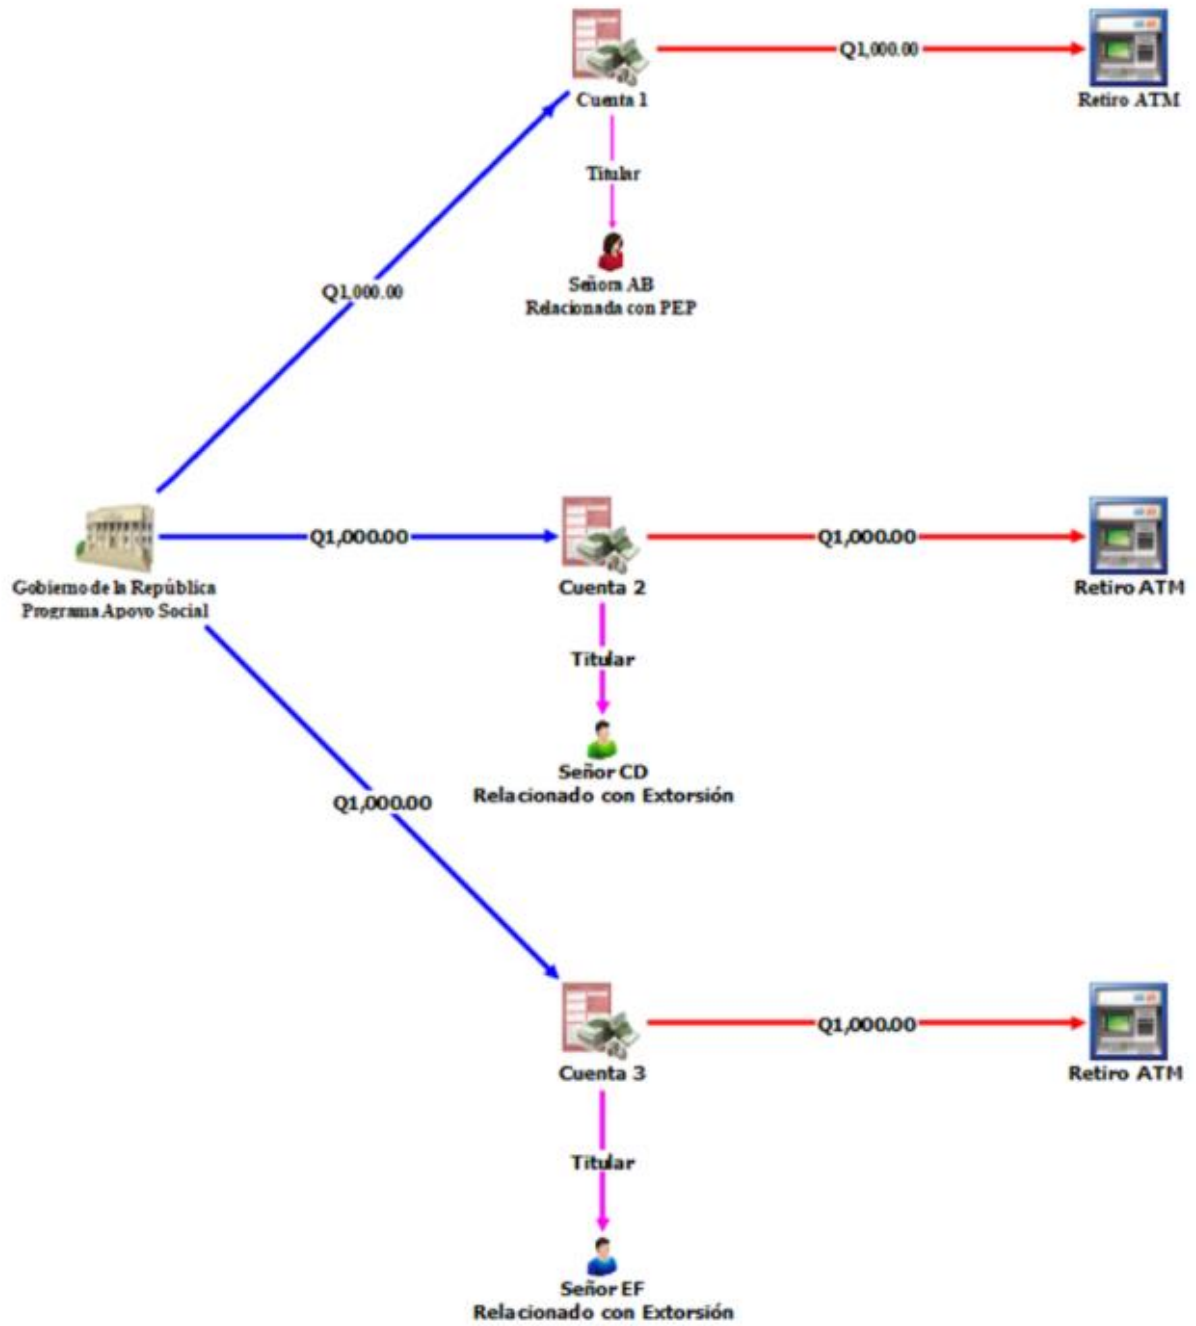 Q1,000.00
Cuenta 1
Retiro ATM
Titular
Señora AB
Relacionada con PEP
Q1,000.00
Q1,000.00
Q1,000.00
Cuenta 2
Retiro ATM
Gobierno de la República
Programa Apoyo Social
Titular
Señor CD
Relacionado con Extorsión
Q1,000.00
Q1,000.00
Cuenta 3
Retiro ATM
Titular
Señor EF
Relacionado con Extorsión